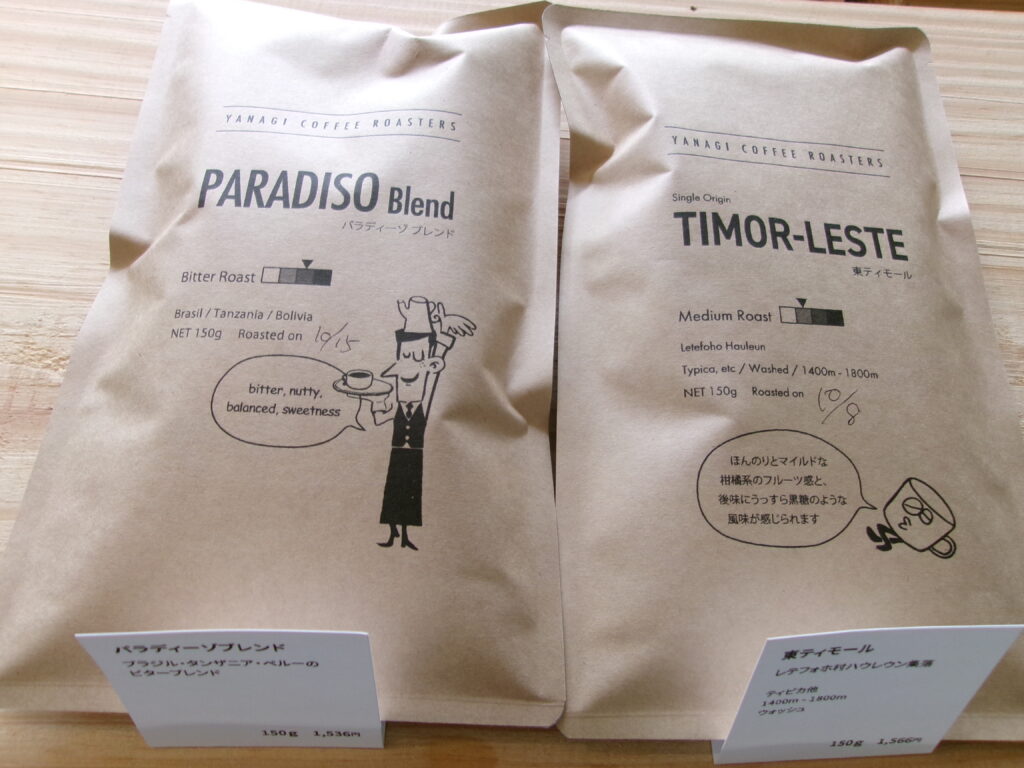 YANAGI COFFEE ROASTERS
PARADISO Blend
パラディーゾ ブレンド
Bitter Roast
Brasil / Tanzania / Bolivia
NET 150g Roasted on 10/15
bitter, nutty,
balanced, sweetness
YANAGI COFFEE ROASTERS
Single Origin
TIMOR-LESTE
東ティモール
Medium Roast
Letefoho Hauleun
Typica, etc / Washed / 1400m - 1800m
NET 150g Roasted on 10/8
ほんのりとマイルドな
柑橘系のフルーツ感と、
後味にうっすら黒糖のような
風味が感じられます
パラディーゾブレンド
ブラジル・タンザニア・ペルーの
ビターブレンド
150g 1,536円
東ティモール
レテフォホ村ハウレウン集落
ティピカ他
1400m - 1800m
ウォッシュ
150g 1,566円